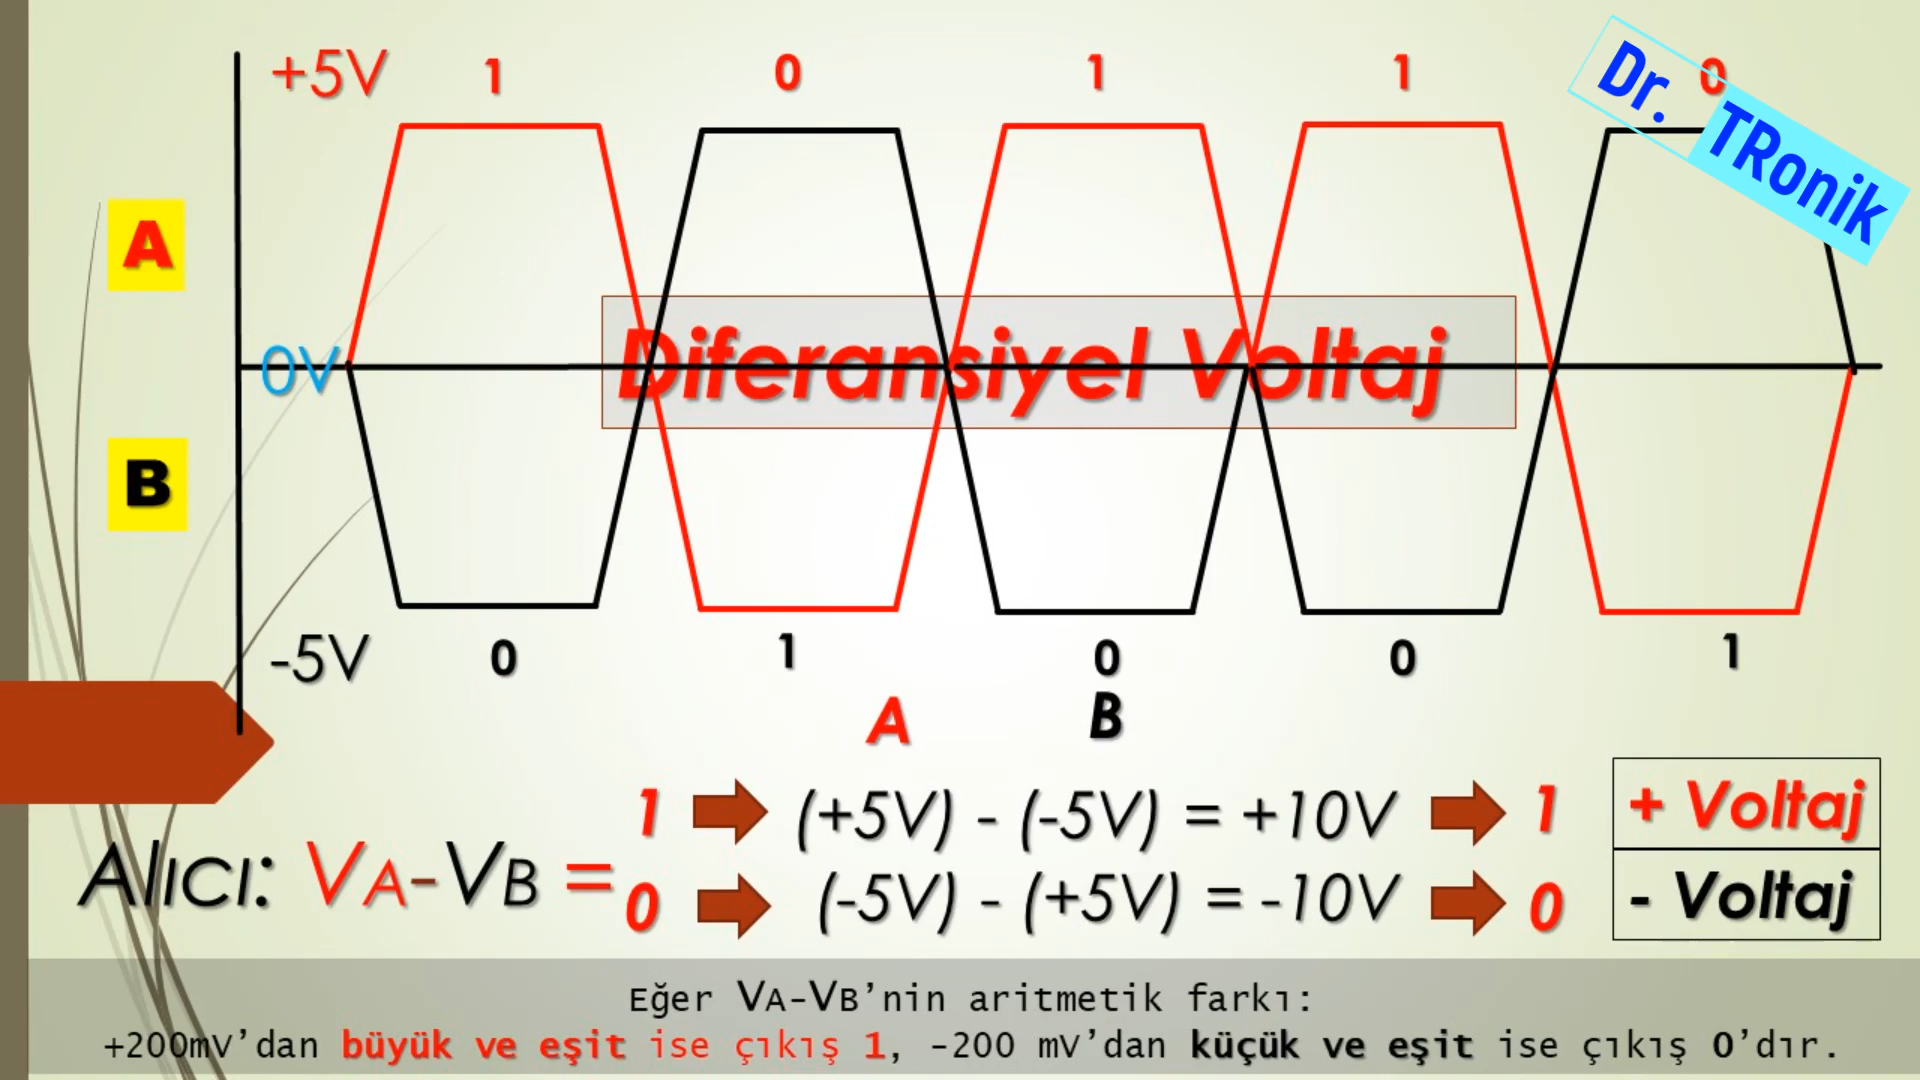 +5V 1 0 1 1 0
Dr. TRonik
A
0V Diferansiyel Voltaj
B
-5V 0 1 0 0 1
A B
1 (+5V) - (-5V) = +10V 1 + Voltaj
Alıcı: VA-VB =
0 (-5V) - (+5V) = -10V 0 - Voltaj
Eğer VA-VB’nin aritmetik farkı:
+200mV’dan büyük ve eşit ise çıkış 1, -200 mV’dan küçük ve eşit ise çıkış 0’dır.